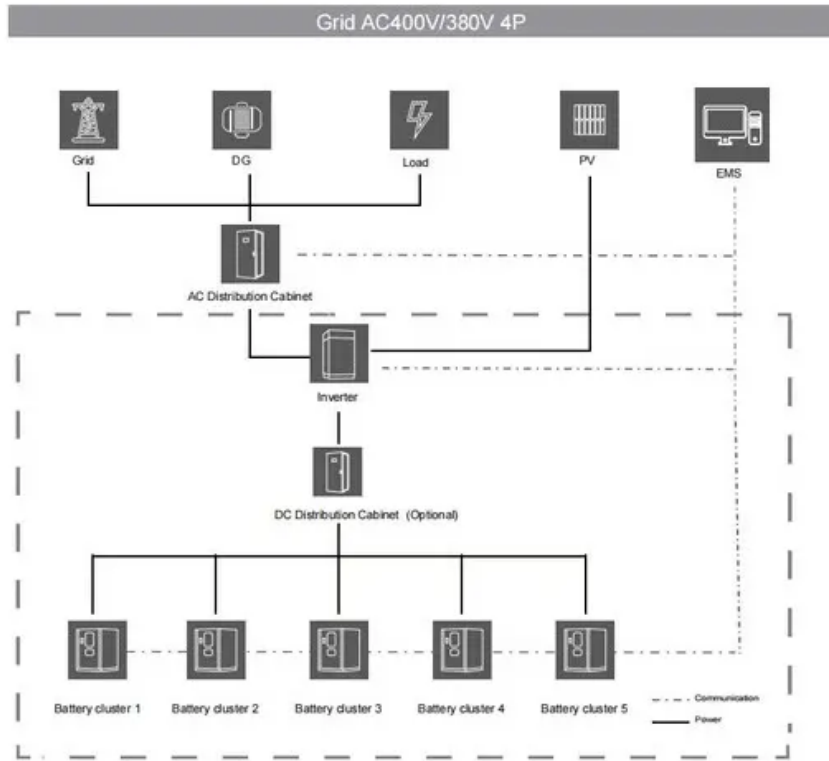 Grid AC400V/380V 4P
Grid
DG
Load
PV
EMS
AC Distribution Cabinet
Inverter
DC Distribution Cabinet (Optional)
Battery cluster 1
Battery cluster 2
Battery cluster 3
Battery cluster 4
Battery cluster 5
Communication
Power